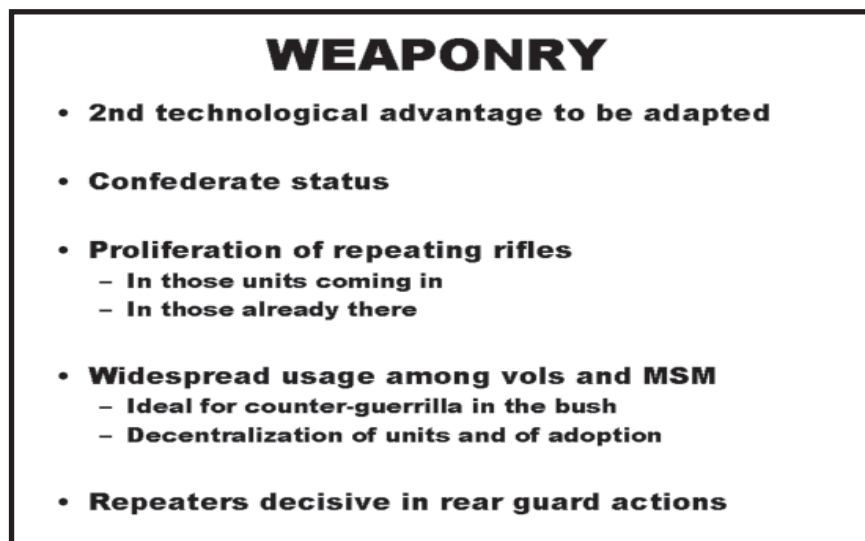 WEAPONRY
• 2nd technological advantage to be adapted
• Confederate status
• Proliferation of repeating rifles
– In those units coming in
– In those already there
• Widespread usage among vols and MSM
– Ideal for counter-guerrilla in the bush
– Decentralization of units and of adoption
• Repeaters decisive in rear guard actions